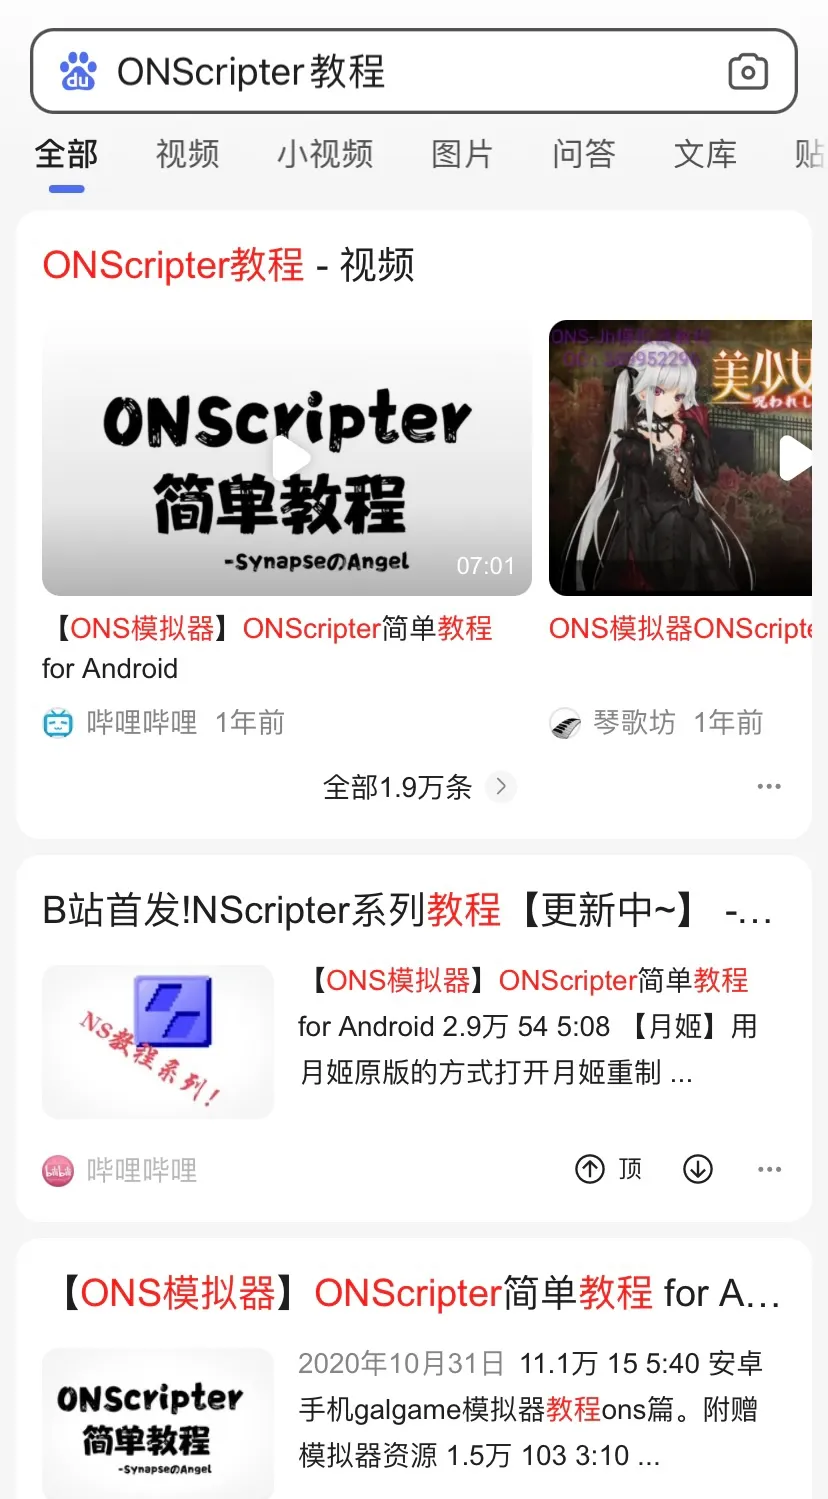 ONScripter教程
全部 视频 小视频 图片 问答 文库 贴
ONScripter教程 - 视频
ONScripter
简单教程
-SynapseのAngel
07:01
美少女
呪われし
【ONS模拟器】ONScripter简单教程
for Android
哔哩哔哩 1年前
ONS模拟器ONScripte
琴歌坊 1年前
全部1.9万条
B站首发!NScripter系列教程【更新中~】 -...
NS教程系列!
【ONS模拟器】ONScripter简单教程
for Android 2.9万 54 5:08 【月姬】用
月姬原版的方式打开月姬重制 ...
哔哩哔哩
顶
【ONS模拟器】ONScripter简单教程 for A...
ONScripter
简单教程
-SynapseのAngel
2020年10月31日 11.1万 15 5:40 安卓
手机galgame模拟器教程ons篇。附赠
模拟器资源 1.5万 103 3:10 ...